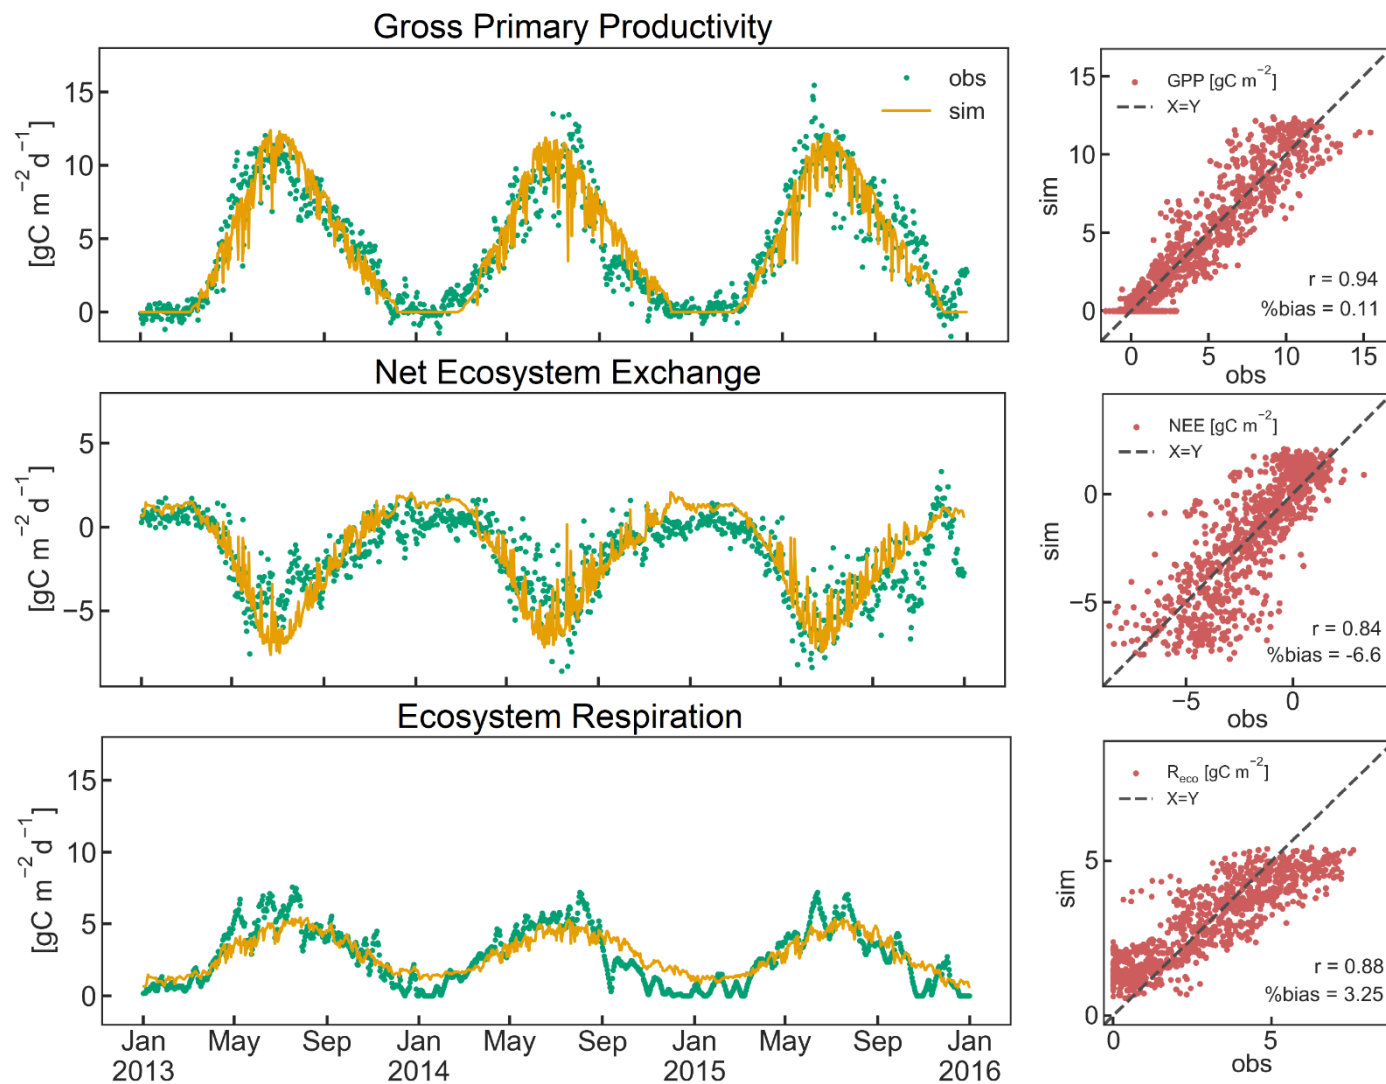 Gross Primary Productivity
[gC m⁻² d⁻¹]
15
10
5
0
obs
sim
GPP [gC m⁻²]
X=Y
sim
15
10
5
0
r = 0.94
%bias = 0.11
0 5 10 15
obs
Net Ecosystem Exchange
[gC m⁻² d⁻¹]
5
0
−5
NEE [gC m⁻²]
X=Y
sim
0
−5
r = 0.84
%bias = -6.6
−5 0
obs
Ecosystem Respiration
[gC m⁻² d⁻¹]
15
10
5
0
Jan May Sep Jan May Sep Jan May Sep Jan
2013 2014 2015 2016
R_eco [gC m⁻²]
X=Y
sim
5
0
r = 0.88
%bias = 3.25
0 5
obs